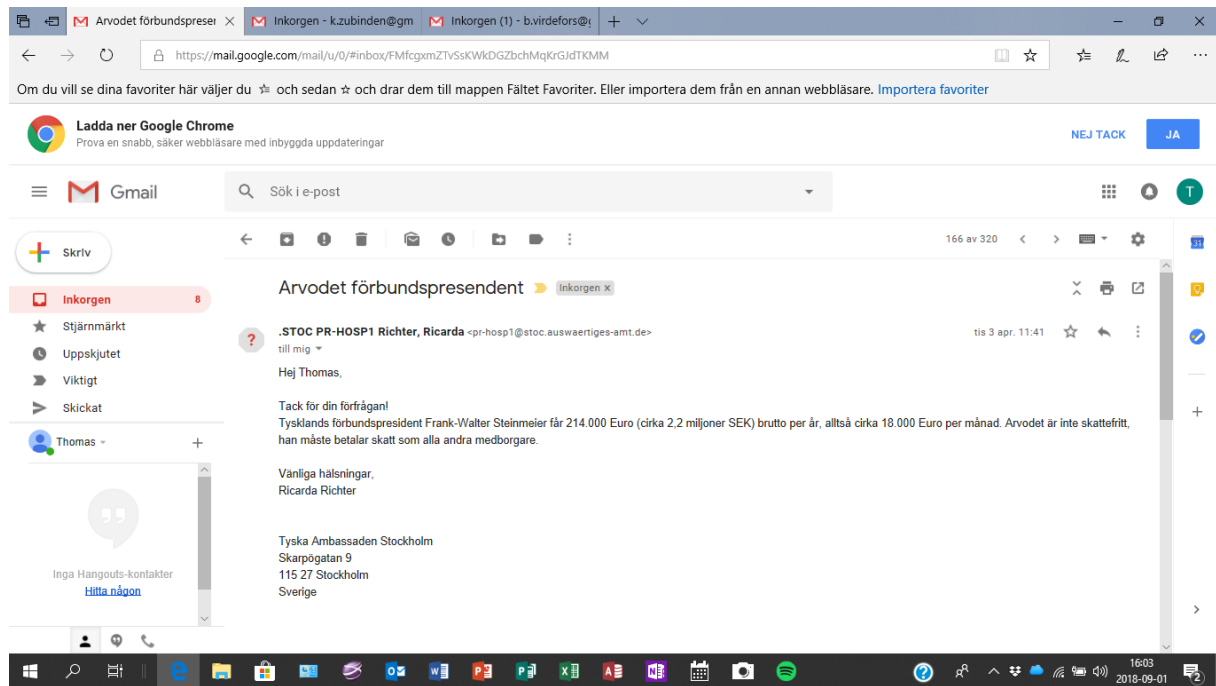 Arvodet förbundspreser
Inkorgen - k.zubinden@gm
Inkorgen (1) - b.virdefors@g
https://mail.google.com/mail/u/0/#inbox/FMfcgxmZTvSsKWkDGZbchMqKrGJdTKMM
Om du vill se dina favoriter här väljer du och sedan och drar dem till mappen Fältet Favoriter. Eller importera dem från en annan webbläsare. Importera favoriter
Ladda ner Google Chrome
Prova en snabb, säker webbläsare med inbyggda uppdateringar
NEJ TACK
JA
Gmail
Sök i e-post
T
Skriv
166 av 320
31
Arvodet förbundspresendent
Inkorgen x
Inkorgen 8
Stjärnmärkt
Uppskjutet
Viktigt
Skickat
Thomas
Inga Hangouts-kontakter
Hitta någon
?
.STOC PR-HOSP1 Richter, Ricarda <pr-hosp1@stoc.auswaertiges-amt.de>
tis 3 apr. 11:41
till mig
Hej Thomas,
Tack för din förfrågan!
Tysklands förbundspresident Frank-Walter Steinmeier får 214.000 Euro (cirka 2,2 miljoner SEK) brutto per år, alltså cirka 18.000 Euro per månad. Arvodet är inte skattefritt,
han måste betalar skatt som alla andra medborgare.
Vänliga hälsningar,
Ricarda Richter
Tyska Ambassaden Stockholm
Skarpögatan 9
115 27 Stockholm
Sverige
16:03
2018-09-01
2